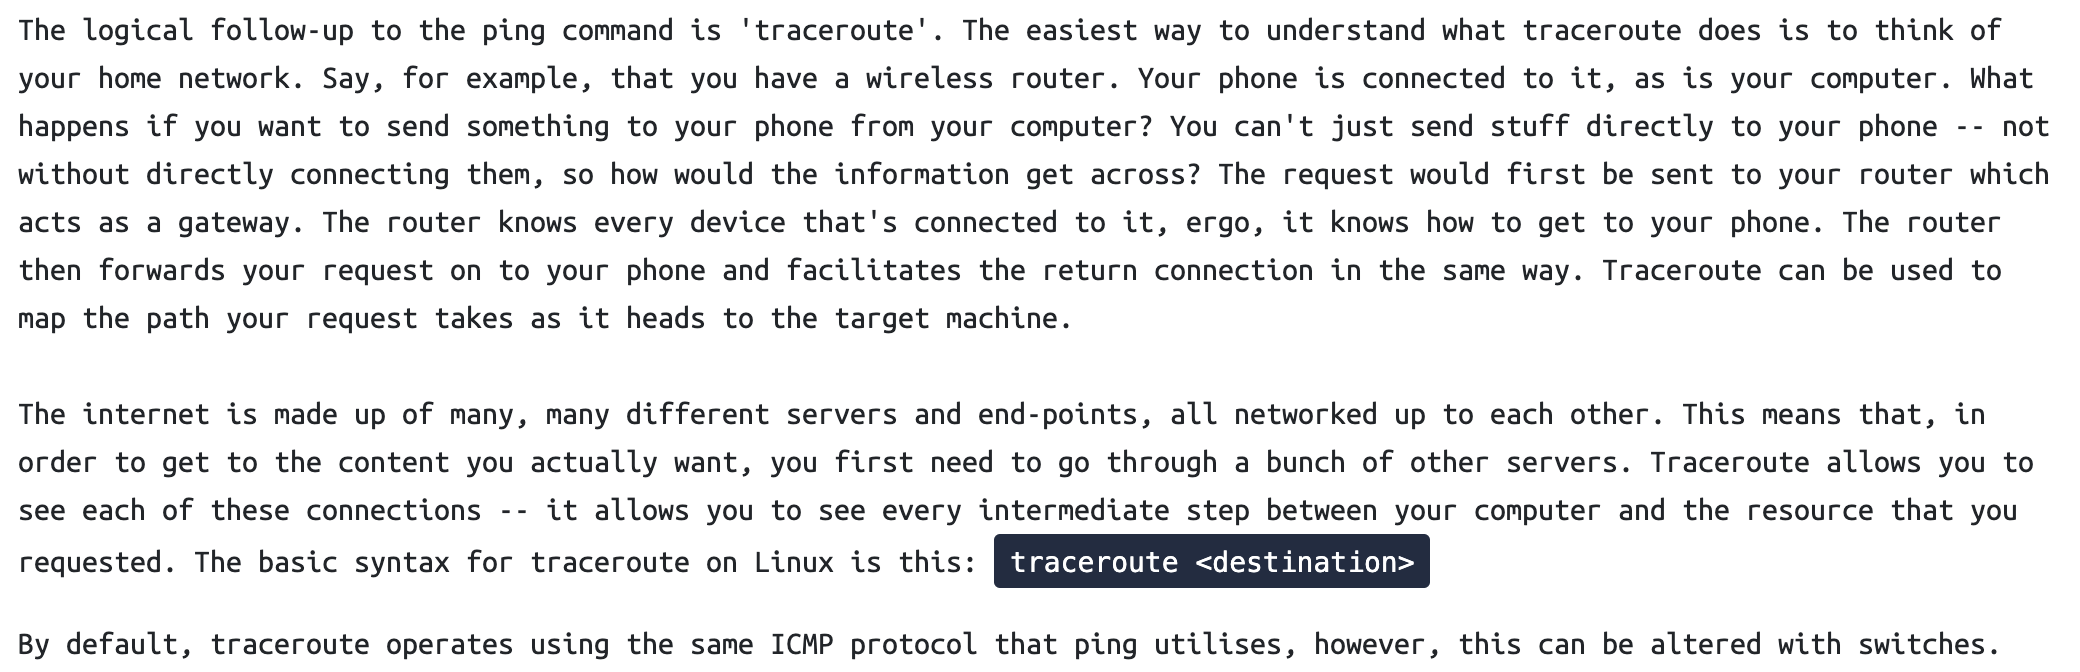 The logical follow-up to the ping command is 'traceroute'. The easiest way to understand what traceroute does is to think of
your home network. Say, for example, that you have a wireless router. Your phone is connected to it, as is your computer. What
happens if you want to send something to your phone from your computer? You can't just send stuff directly to your phone -- not
without directly connecting them, so how would the information get across? The request would first be sent to your router which
acts as a gateway. The router knows every device that's connected to it, ergo, it knows how to get to your phone. The router
then forwards your request on to your phone and facilitates the return connection in the same way. Traceroute can be used to
map the path your request takes as it heads to the target machine.
The internet is made up of many, many different servers and end-points, all networked up to each other. This means that, in
order to get to the content you actually want, you first need to go through a bunch of other servers. Traceroute allows you to
see each of these connections -- it allows you to see every intermediate step between your computer and the resource that you
requested. The basic syntax for traceroute on Linux is this: traceroute <destination>
By default, traceroute operates using the same ICMP protocol that ping utilises, however, this can be altered with switches.